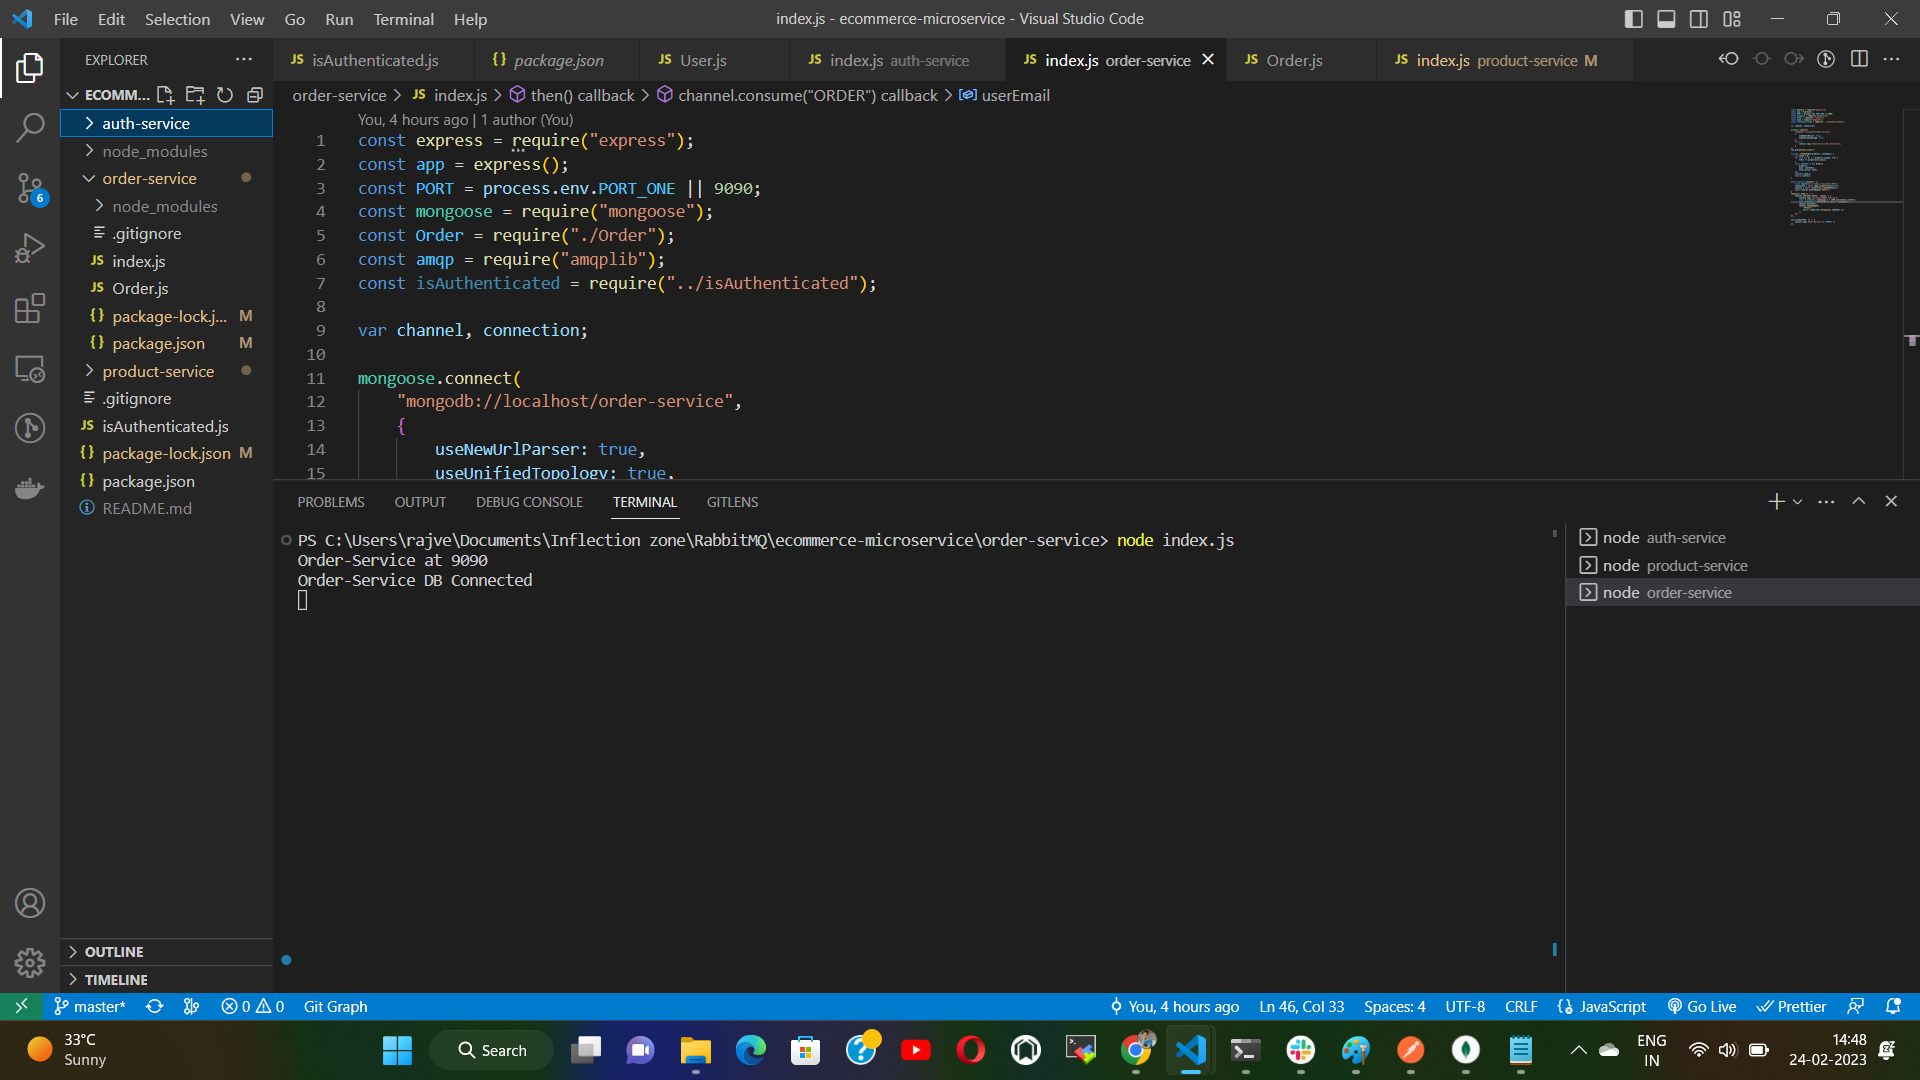 File Edit Selection View Go Run Terminal Help
index.js - ecommerce-microservice - Visual Studio Code
EXPLORER
ECOMM...
auth-service
node_modules
order-service
node_modules
.gitignore
JS index.js
JS Order.js
{} package-lock.j... M
{} package.json M
product-service
.gitignore
JS isAuthenticated.js
{} package-lock.json M
{} package.json
README.md
OUTLINE
TIMELINE
6
JS isAuthenticated.js
{} package.json
JS User.js
JS index.js auth-service
JS index.js order-service
JS Order.js
JS index.js product-service M
order-service > JS index.js > then() callback > channel.consume("ORDER") callback > userEmail
You, 4 hours ago | 1 author (You)
1 const express = require("express");
2 const app = express();
3 const PORT = process.env.PORT_ONE || 9090;
4 const mongoose = require("mongoose");
5 const Order = require("./Order");
6 const amqp = require("amqplib");
7 const isAuthenticated = require("../isAuthenticated");
8
9 var channel, connection;
10
11 mongoose.connect(
12 "mongodb://localhost/order-service",
13 {
14 useNewUrlParser: true,
15 useUnifiedTopology: true,
PROBLEMS OUTPUT DEBUG CONSOLE TERMINAL GITLENS
PS C:\Users\rajve\Documents\Inflection zone\RabbitMQ\ecommerce-microservice\order-service> node index.js
Order-Service at 9090
Order-Service DB Connected
node auth-service
node product-service
node order-service
master* 0 0 Git Graph
You, 4 hours ago Ln 46, Col 33 Spaces: 4 UTF-8 CRLF {} JavaScript Go Live Prettier
33°C
Sunny
Search
ENG
IN
14:48
24-02-2023